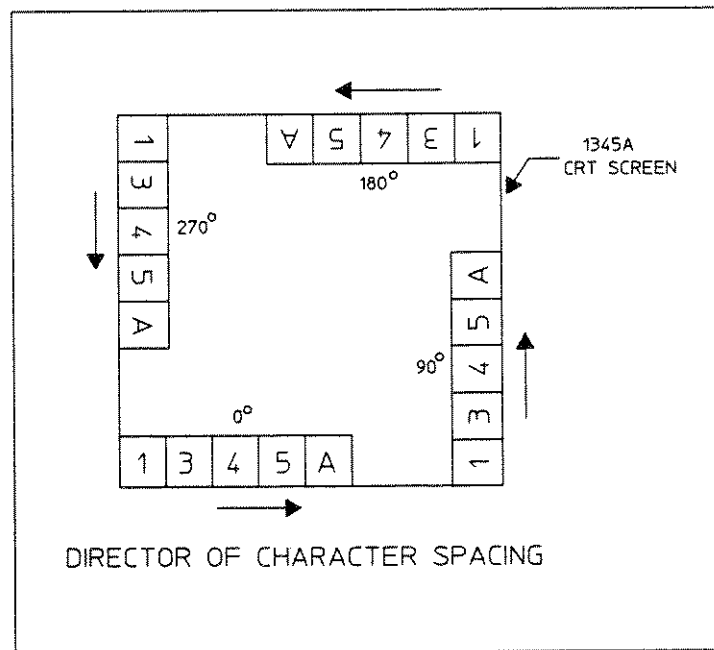 1 3 4 5 A
180°
1345A
CRT SCREEN
1 3 4 5 A
270°
1 3 4 5 A
90°
0°
1 3 4 5 A
DIRECTOR OF CHARACTER SPACING